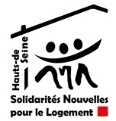 Hauts-de
Seine
Solidarités Nouvelles
pour le Logement